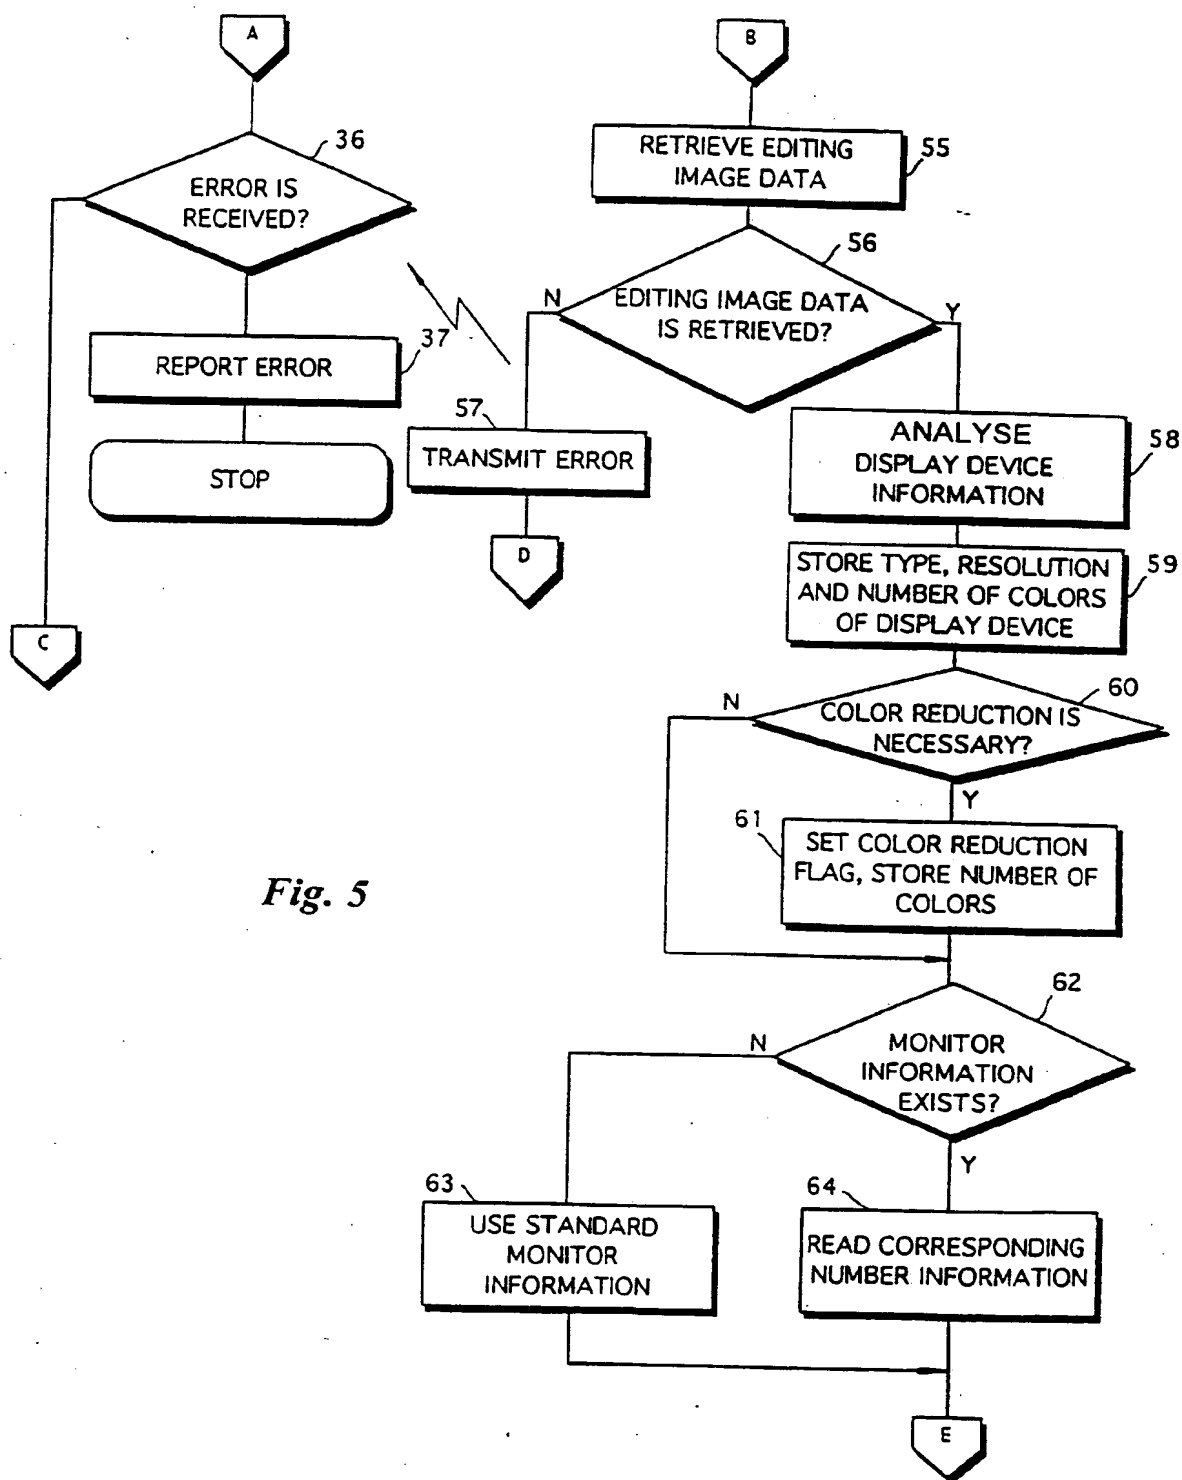 A
36
ERROR IS
RECEIVED?
37
REPORT ERROR
STOP
C
B
RETRIEVE EDITING
IMAGE DATA
55
56
N
EDITING IMAGE DATA
IS RETRIEVED?
Y
57
TRANSMIT ERROR
D
ANALYSE
DISPLAY DEVICE
INFORMATION
58
STORE TYPE, RESOLUTION
AND NUMBER OF COLORS
OF DISPLAY DEVICE
59
60
N
COLOR REDUCTION IS
NECESSARY?
Y
61
SET COLOR REDUCTION
FLAG, STORE NUMBER OF
COLORS
Fig. 5
62
N
MONITOR
INFORMATION
EXISTS?
Y
63
USE STANDARD
MONITOR
INFORMATION
64
READ CORRESPONDING
NUMBER INFORMATION
E